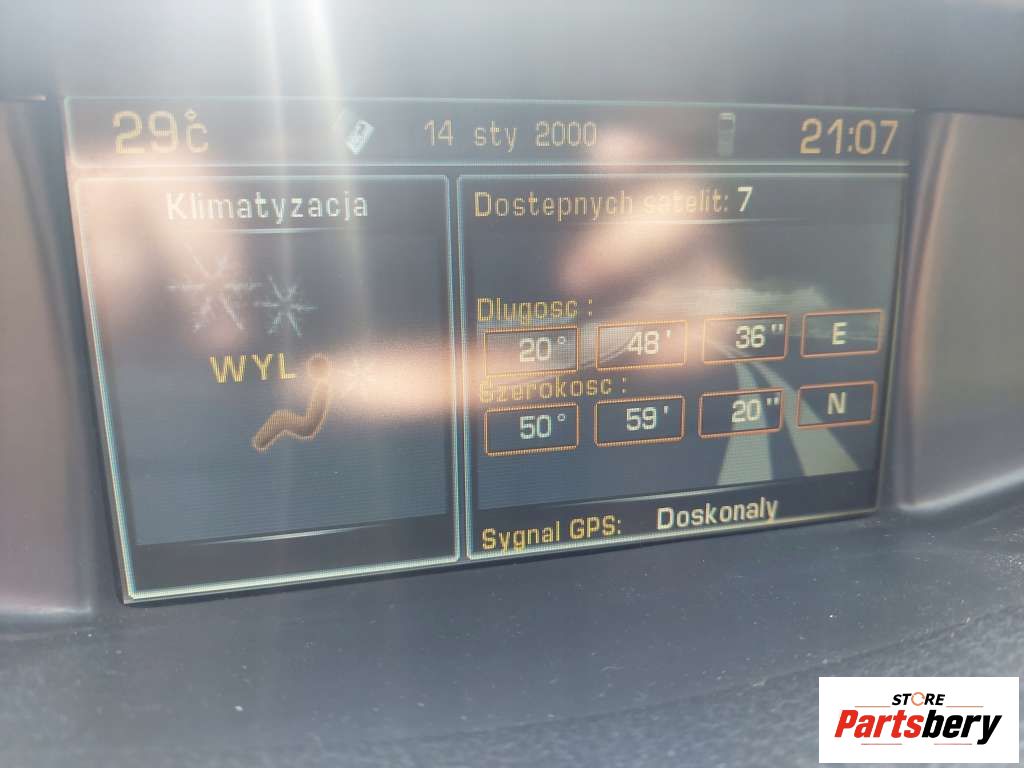 29°C 14 sty 2000 21:07
Klimatyzacja
WYL
Dostepnych satelit: 7
Dlugosc :
20° 48' 36" E
Szerokosc :
50° 59' 20" N
Sygnal GPS: Doskonaly
STORE
Partsbery